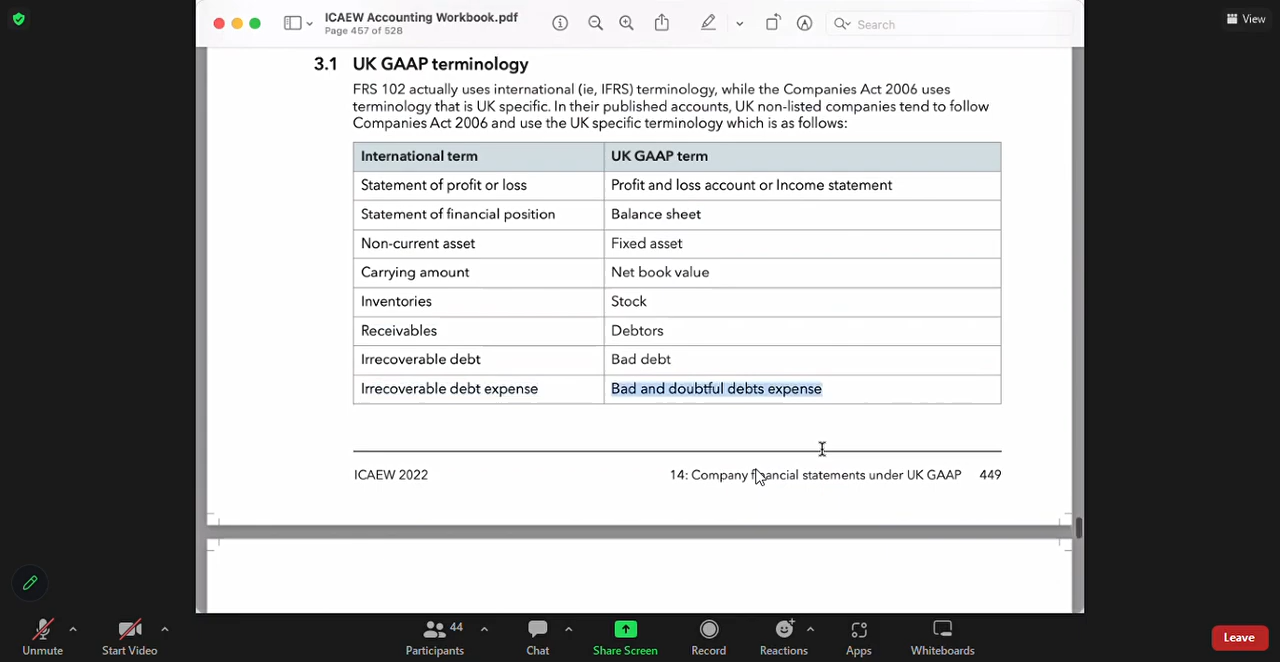 ICAEW Accounting Workbook.pdf
Page 457 of 528
Search
View
3.1 UK GAAP terminology
FRS 102 actually uses international (ie, IFRS) terminology, while the Companies Act 2006 uses
terminology that is UK specific. In their published accounts, UK non-listed companies tend to follow
Companies Act 2006 and use the UK specific terminology which is as follows:
International term UK GAAP term
Statement of profit or loss Profit and loss account or Income statement
Statement of financial position Balance sheet
Non-current asset Fixed asset
Carrying amount Net book value
Inventories Stock
Receivables Debtors
Irrecoverable debt Bad debt
Irrecoverable debt expense Bad and doubtful debts expense
ICAEW 2022 14: Company financial statements under UK GAAP 449
44
Unmute Start Video Participants Chat Share Screen Record Reactions Apps Whiteboards Leave